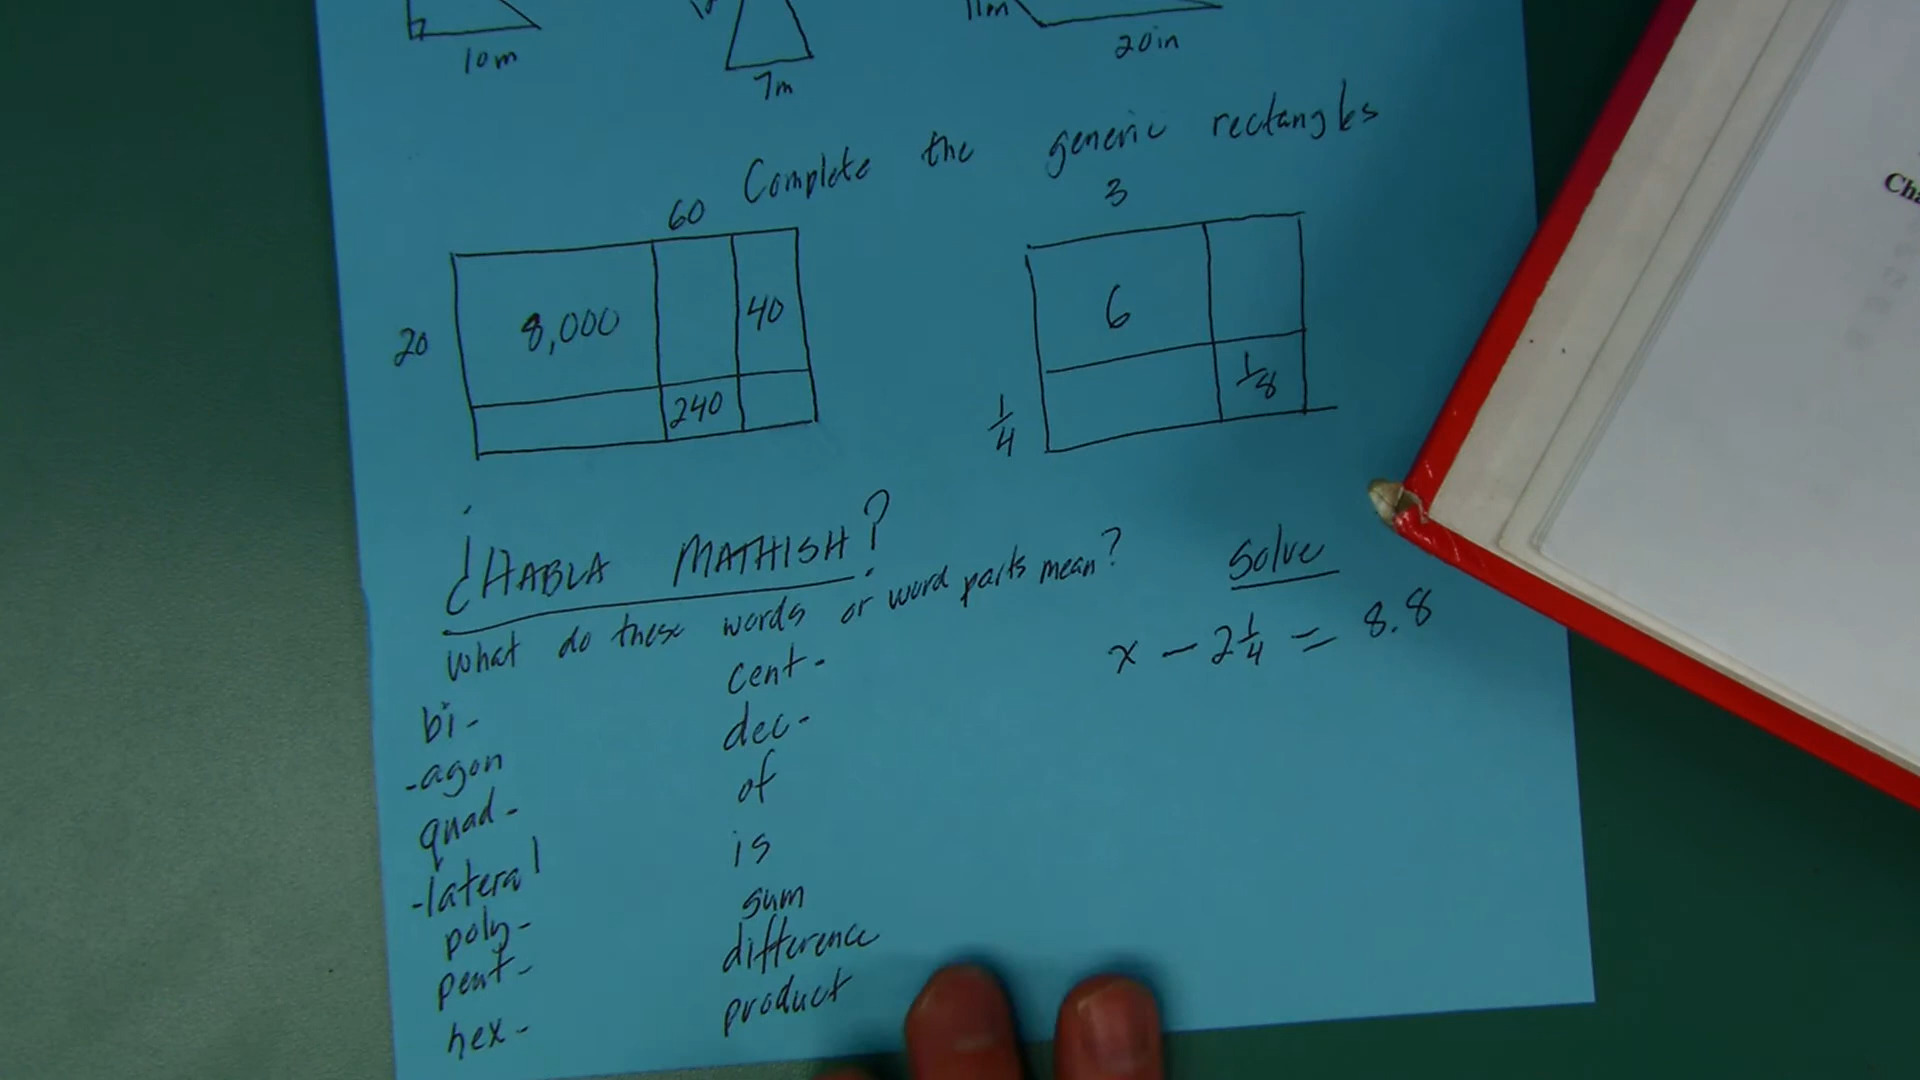 10m
7m
11m
20in
Complete the generic rectangles
60
20
8,000
40
240
3
6
1/4
1/8
¿HABLA MATHISH?
What do these words or word parts mean?
bi-
-agon
quad-
-lateral
poly-
pent-
hex-
cent-
dec-
of
is
sum
difference
product
Solve
x - 2 1/4 = 8.8